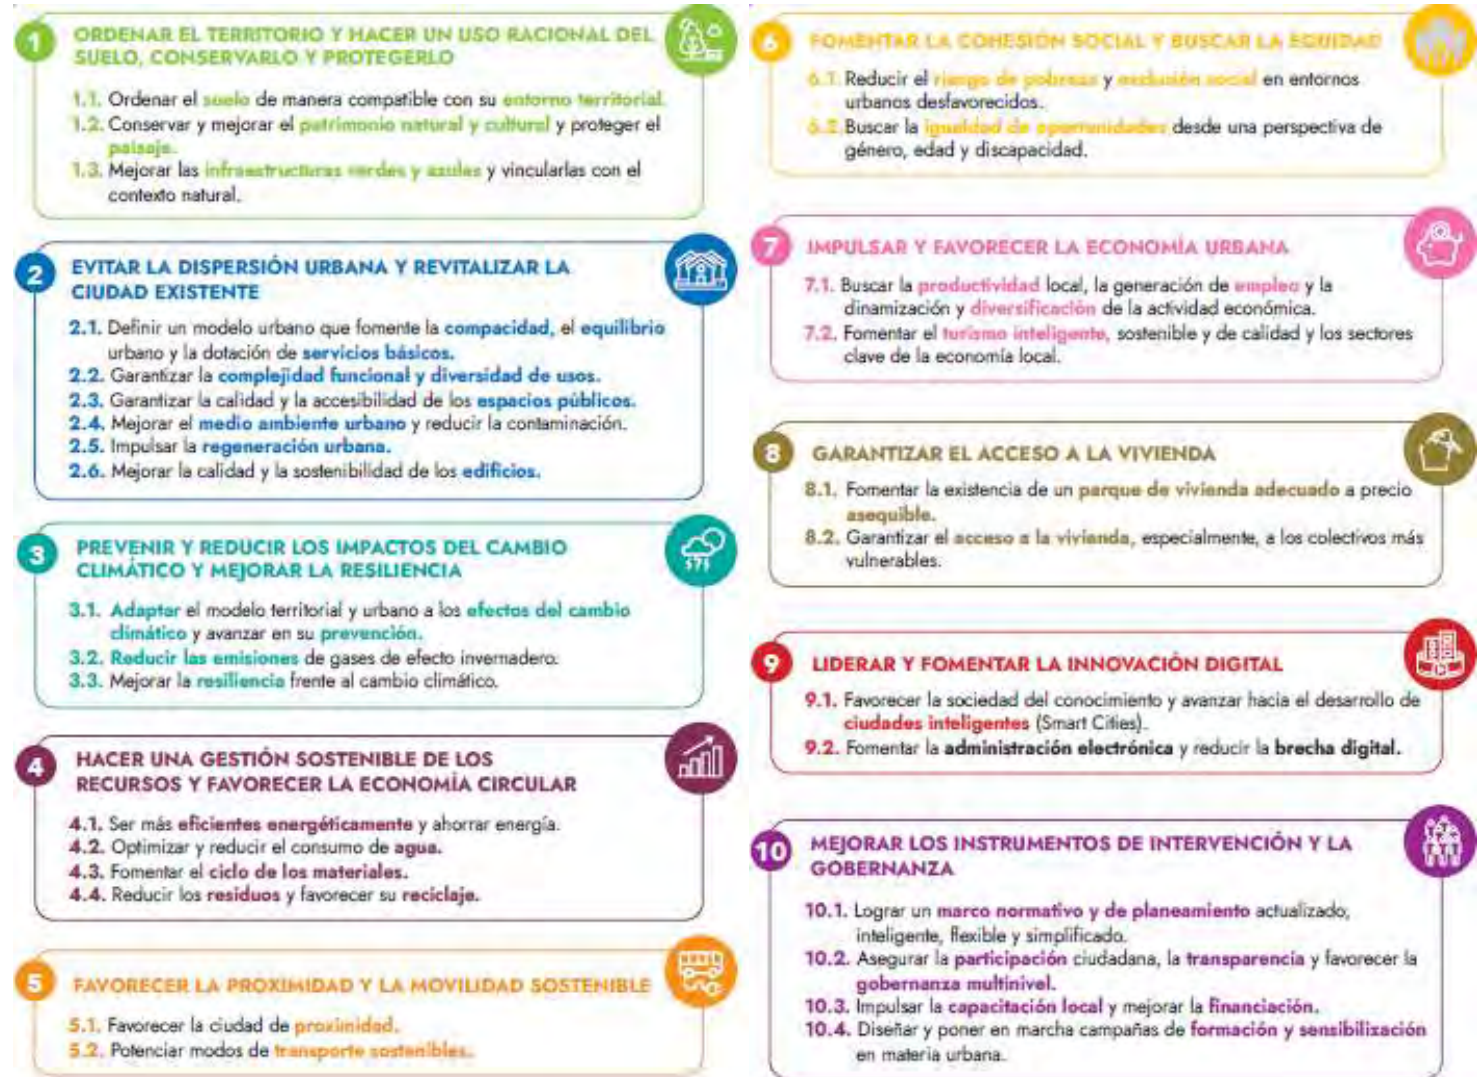 1
ORDENAR EL TERRITORIO Y HACER UN USO RACIONAL DEL
SUELO, CONSERVARLO Y PROTEGERLO
1.1. Ordenar el suelo de manera compatible con su entorno territorial.
1.2. Conservar y mejorar el patrimonio natural y cultural y proteger el
paisaje.
1.3. Mejorar las infraestructuras verdes y azules y vincularlas con el
contexto natural.
2
EVITAR LA DISPERSIÓN URBANA Y REVITALIZAR LA
CIUDAD EXISTENTE
2.1. Definir un modelo urbano que fomente la compacidad, el equilibrio
urbano y la dotación de servicios básicos.
2.2. Garantizar la complejidad funcional y diversidad de usos.
2.3. Garantizar la calidad y la accesibilidad de los espacios públicos.
2.4. Mejorar el medio ambiente urbano y reducir la contaminación.
2.5. Impulsar la regeneración urbana.
2.6. Mejorar la calidad y la sostenibilidad de los edificios.
3
PREVENIR Y REDUCIR LOS IMPACTOS DEL CAMBIO
CLIMÁTICO Y MEJORAR LA RESILIENCIA
3.1. Adaptar el modelo territorial y urbano a los efectos del cambio
climático y avanzar en su prevención.
3.2. Reducir las emisiones de gases de efecto invernadero.
3.3. Mejorar la resiliencia frente al cambio climático.
4
HACER UNA GESTIÓN SOSTENIBLE DE LOS
RECURSOS Y FAVORECER LA ECONOMÍA CIRCULAR
4.1. Ser más eficientes energéticamente y ahorrar energía.
4.2. Optimizar y reducir el consumo de agua.
4.3. Fomentar el ciclo de los materiales.
4.4. Reducir los residuos y favorecer su reciclaje.
5
FAVORECER LA PROXIMIDAD Y LA MOVILIDAD SOSTENIBLE
5.1. Favorecer la ciudad de proximidad.
5.2. Potenciar modos de transporte sostenibles.
6
FOMENTAR LA COHESIÓN SOCIAL Y BUSCAR LA EQUIDAD
6.1. Reducir el riesgo de pobreza y exclusión social en entornos
urbanos desfavorecidos.
6.2. Buscar la igualdad de oportunidades desde una perspectiva de
género, edad y discapacidad.
7
IMPULSAR Y FAVORECER LA ECONOMÍA URBANA
7.1. Buscar la productividad local, la generación de empleo y la
dinamización y diversificación de la actividad económica.
7.2. Fomentar el turismo inteligente, sostenible y de calidad y los sectores
clave de la economía local.
8
GARANTIZAR EL ACCESO A LA VIVIENDA
8.1. Fomentar la existencia de un parque de vivienda adecuado a precio
asequible.
8.2. Garantizar el acceso a la vivienda, especialmente, a los colectivos más
vulnerables.
9
LIDERAR Y FOMENTAR LA INNOVACIÓN DIGITAL
9.1. Favorecer la sociedad del conocimiento y avanzar hacia el desarrollo de
ciudades inteligentes (Smart Cities).
9.2. Fomentar la administración electrónica y reducir la brecha digital.
10
MEJORAR LOS INSTRUMENTOS DE INTERVENCIÓN Y LA
GOBERNANZA
10.1. Lograr un marco normativo y de planeamiento actualizado,
inteligente, flexible y simplificado.
10.2. Asegurar la participación ciudadana, la transparencia y favorecer la
gobernanza multinivel.
10.3. Impulsar la capacitación local y mejorar la financiación.
10.4. Diseñar y poner en marcha campañas de formación y sensibilización
en materia urbana.